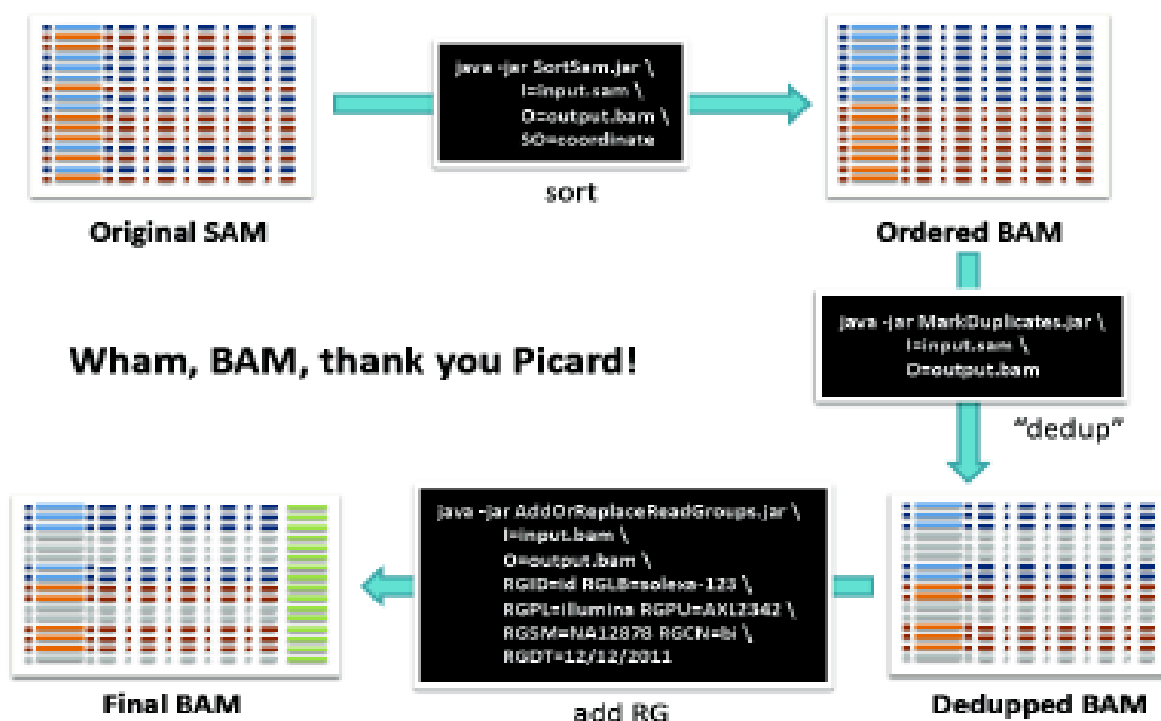 java -jar SortSam.jar \
I=input.sam \
O=output.bam \
SO=coordinate
sort
Original SAM
Ordered BAM
java -jar MarkDuplicates.jar \
I=input.sam \
O=output.bam
"dedup"
Wham, BAM, thank you Picard!
java -jar AddOrReplaceReadGroups.jar \
I=input.bam \
O=output.bam \
RGID=id RGLB=solexa-123 \
RGPL=illumina RGPU=AXL2342 \
RGSM=NA12878 RGCN=bi \
RGDT=12/12/2011
add RG
Final BAM
Dedupped BAM